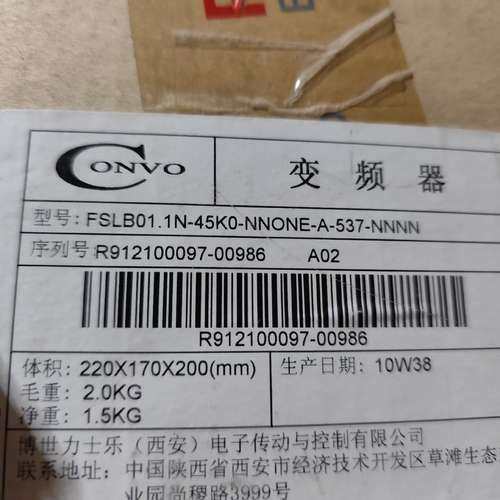 CONVO
变频器
型号: FSLB01.1N-45K0-NNONE-A-537-NNNN
序列号: R912100097-00986 A02
R912100097-00986
体积: 220X170X200(mm) 生产日期: 10W38
毛重: 2.0KG
净重: 1.5KG
博世力士乐（西安）电子传动与控制有限公司
联系地址: 中国陕西省西安市经济技术开发区草滩生态
业园尚稷路3999号